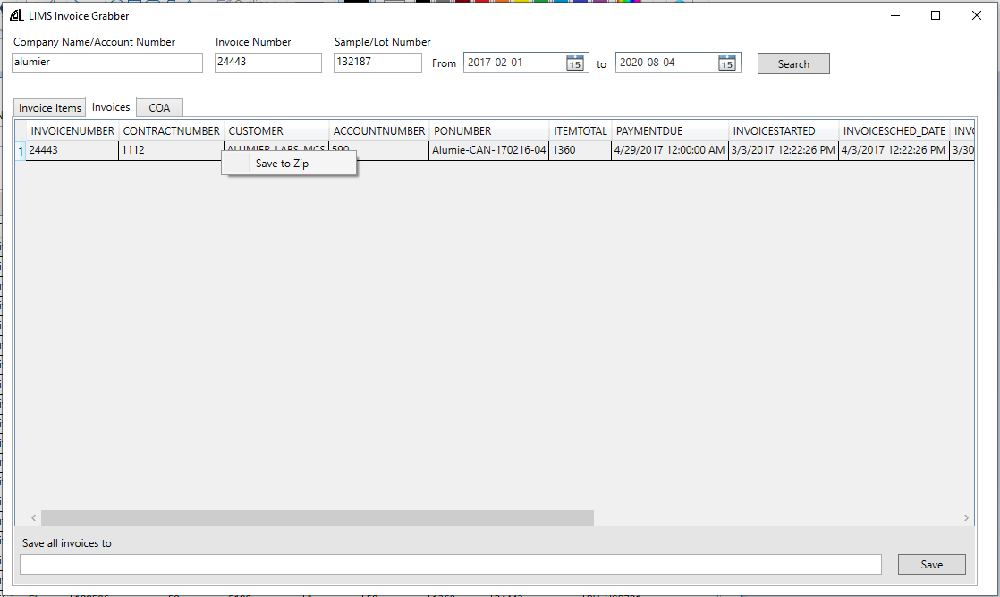 LIMS Invoice Grabber
Company Name/Account Number Invoice Number Sample/Lot Number
alumier 24443 132187 From 2017-02-01 15 to 2020-08-04 15 Search
Invoice Items Invoices COA
INVOICENUMBER CONTRACTNUMBER CUSTOMER ACCOUNTNUMBER PONUMBER ITEMTOTAL PAYMENTDUE INVOICESTARTED INVOICESCHED_DATE INVO
1 24443 1112 ALUMIER LABS-MCS 590 Alumie-CAN-170216-04 1360 4/29/2017 12:00:00 AM 3/3/2017 12:22:26 PM 4/3/2017 12:22:26 PM 3/30
Save to Zip
Save all invoices to
Save